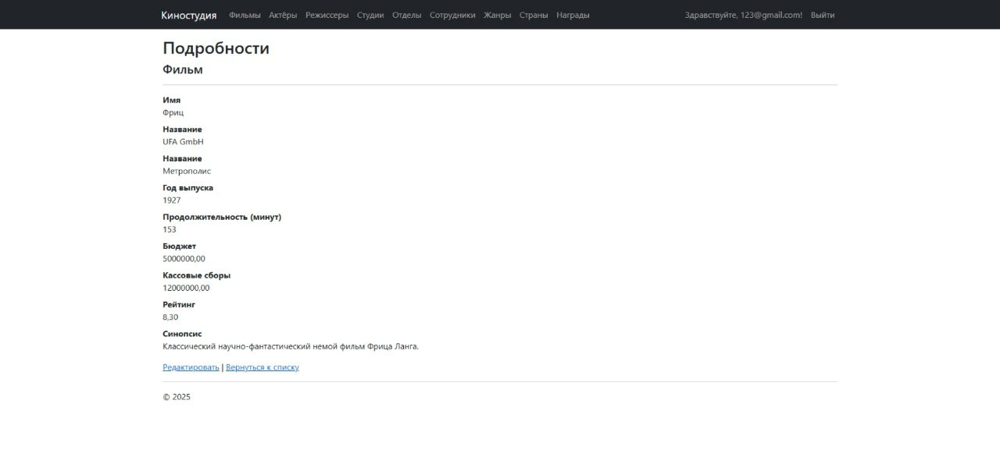 Киностудия Фильмы Актёры Режиссеры Студии Отделы Сотрудники Жанры Страны Награды Здравствуйте, 123@gmail.com! Выйти
Подробности
Фильм
Имя
Фриц
Название
UFA GmbH
Название
Метрополис
Год выпуска
1927
Продолжительность (минут)
153
Бюджет
5000000,00
Кассовые сборы
12000000,00
Рейтинг
8,30
Синопсис
Классический научно-фантастический немой фильм Фрица Ланга.
Редактировать | Вернуться к списку
© 2025